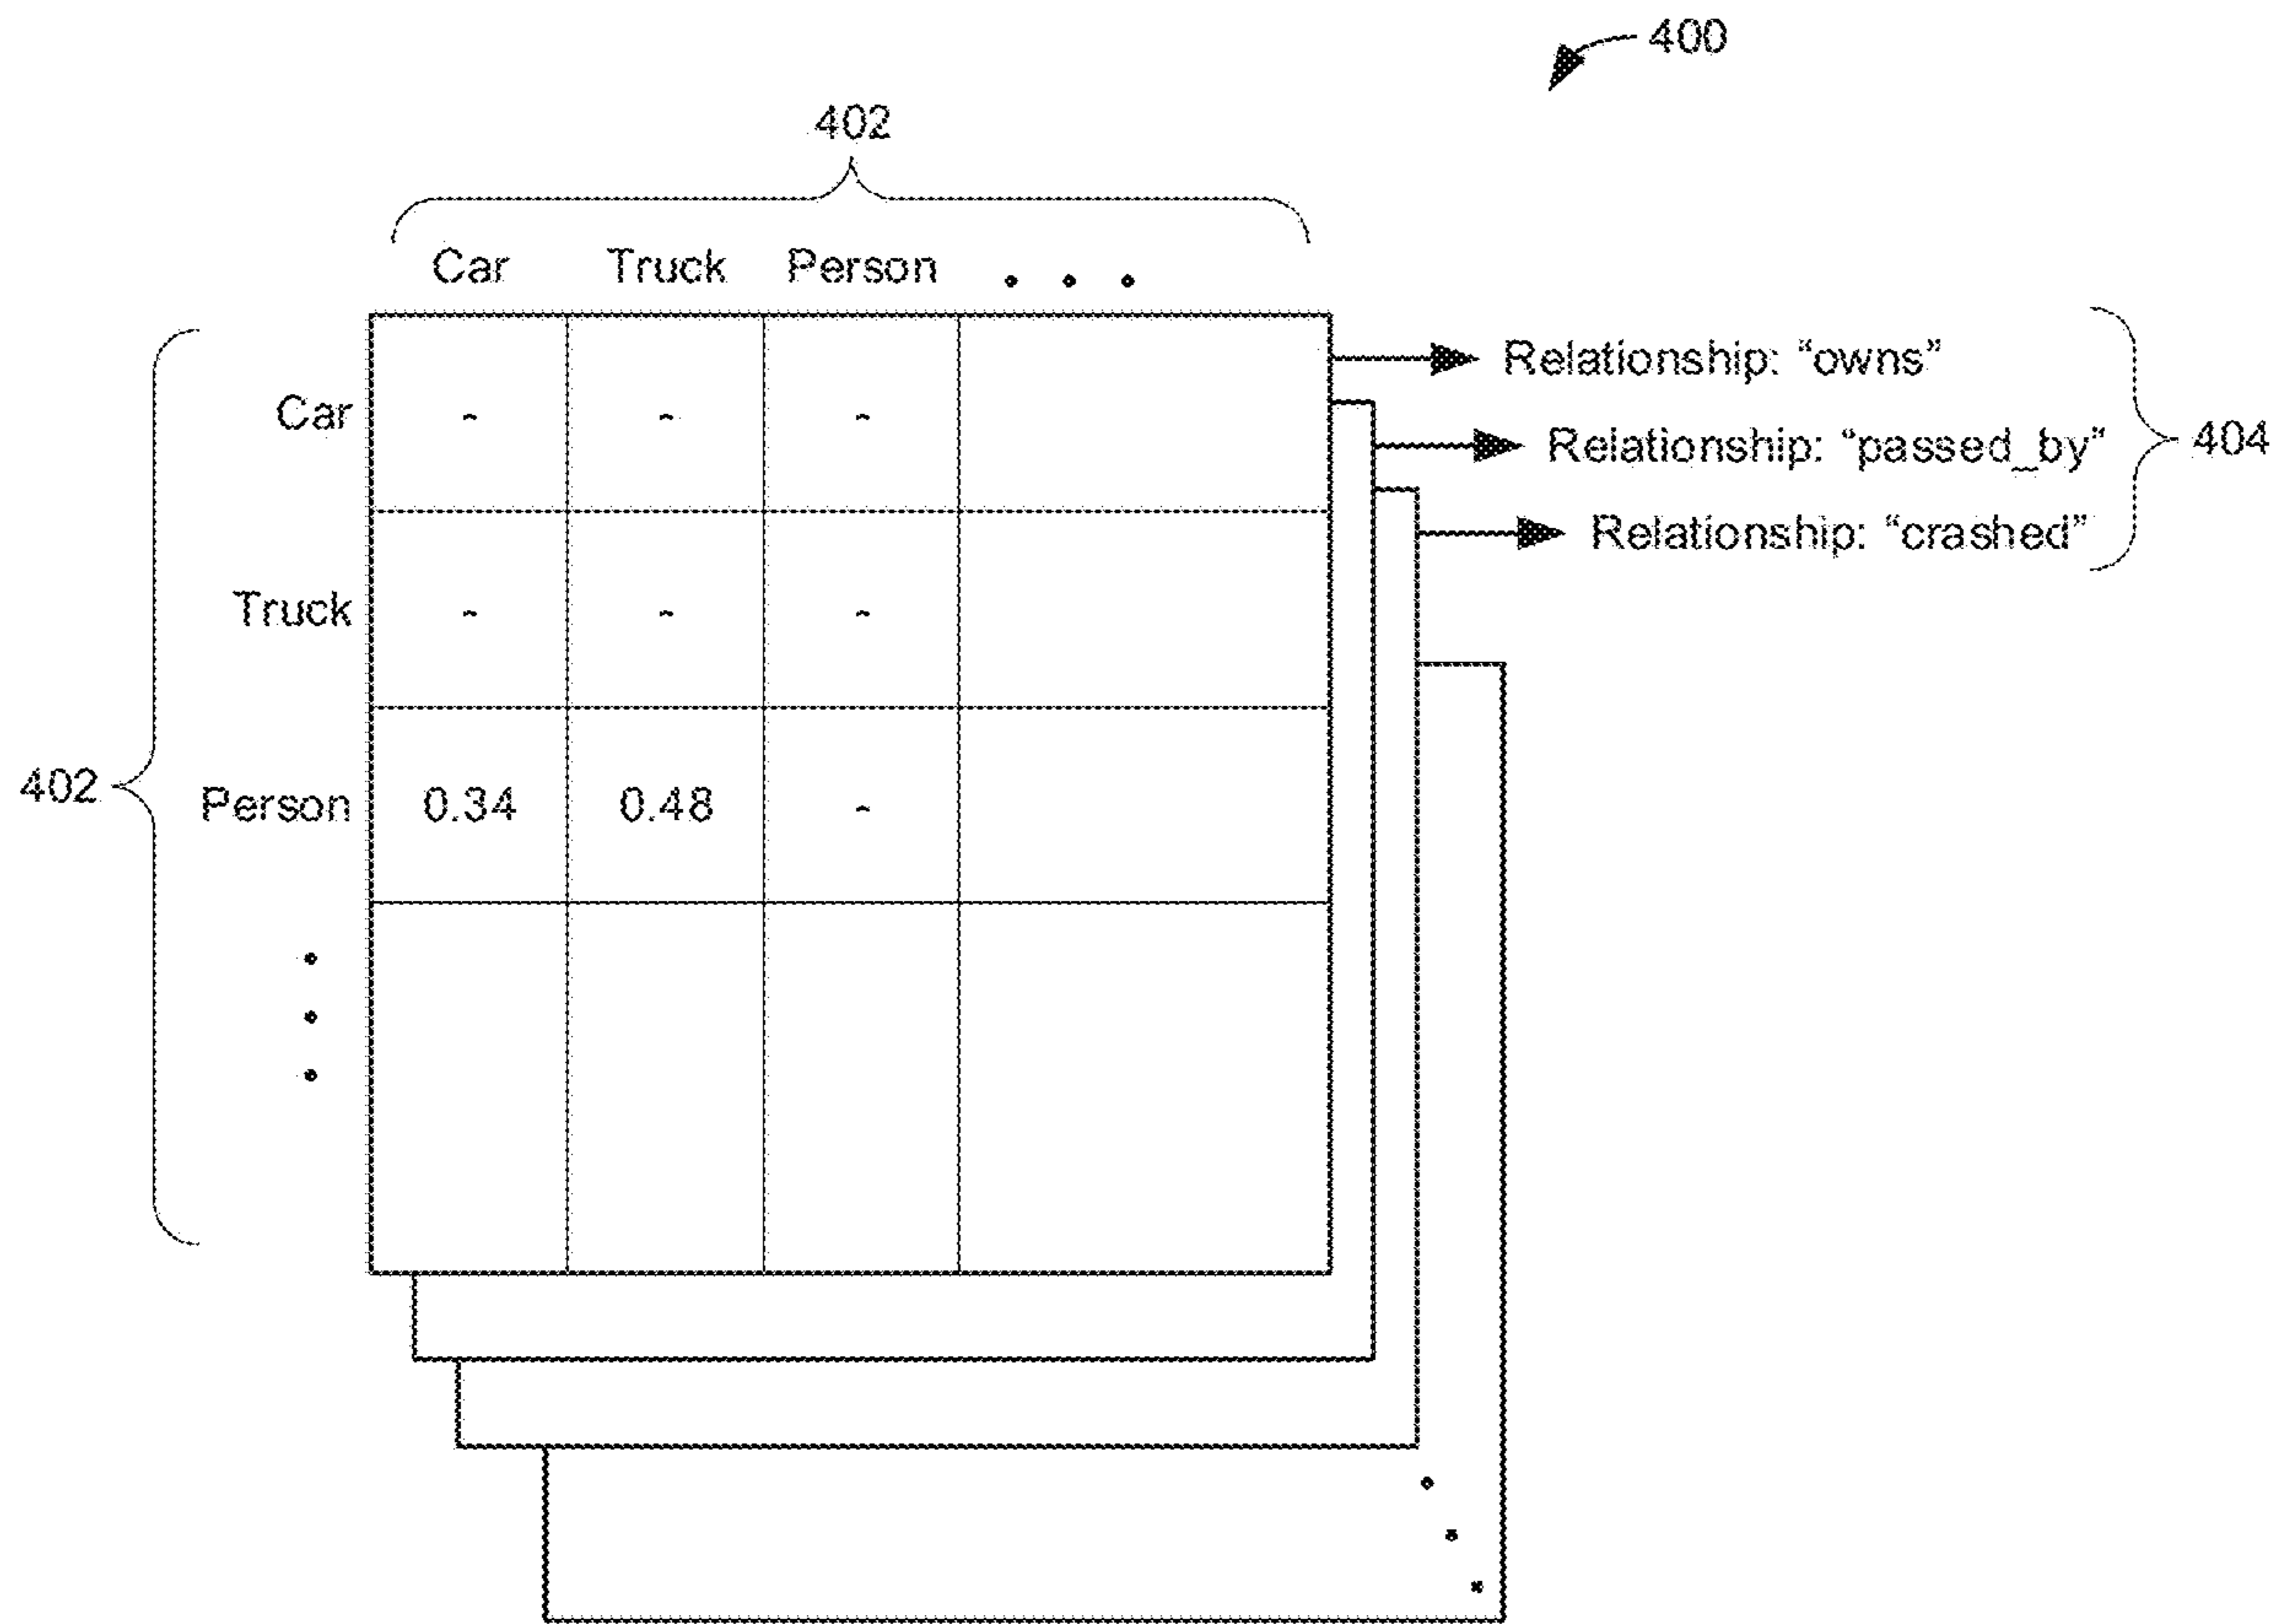 400
402
Car Truck Person . . .
Relationship: “owns”
Car - - -
Relationship: “passed_by”
404
Relationship: “crashed”
Truck - - -
402
Person 0.34 0.48 -